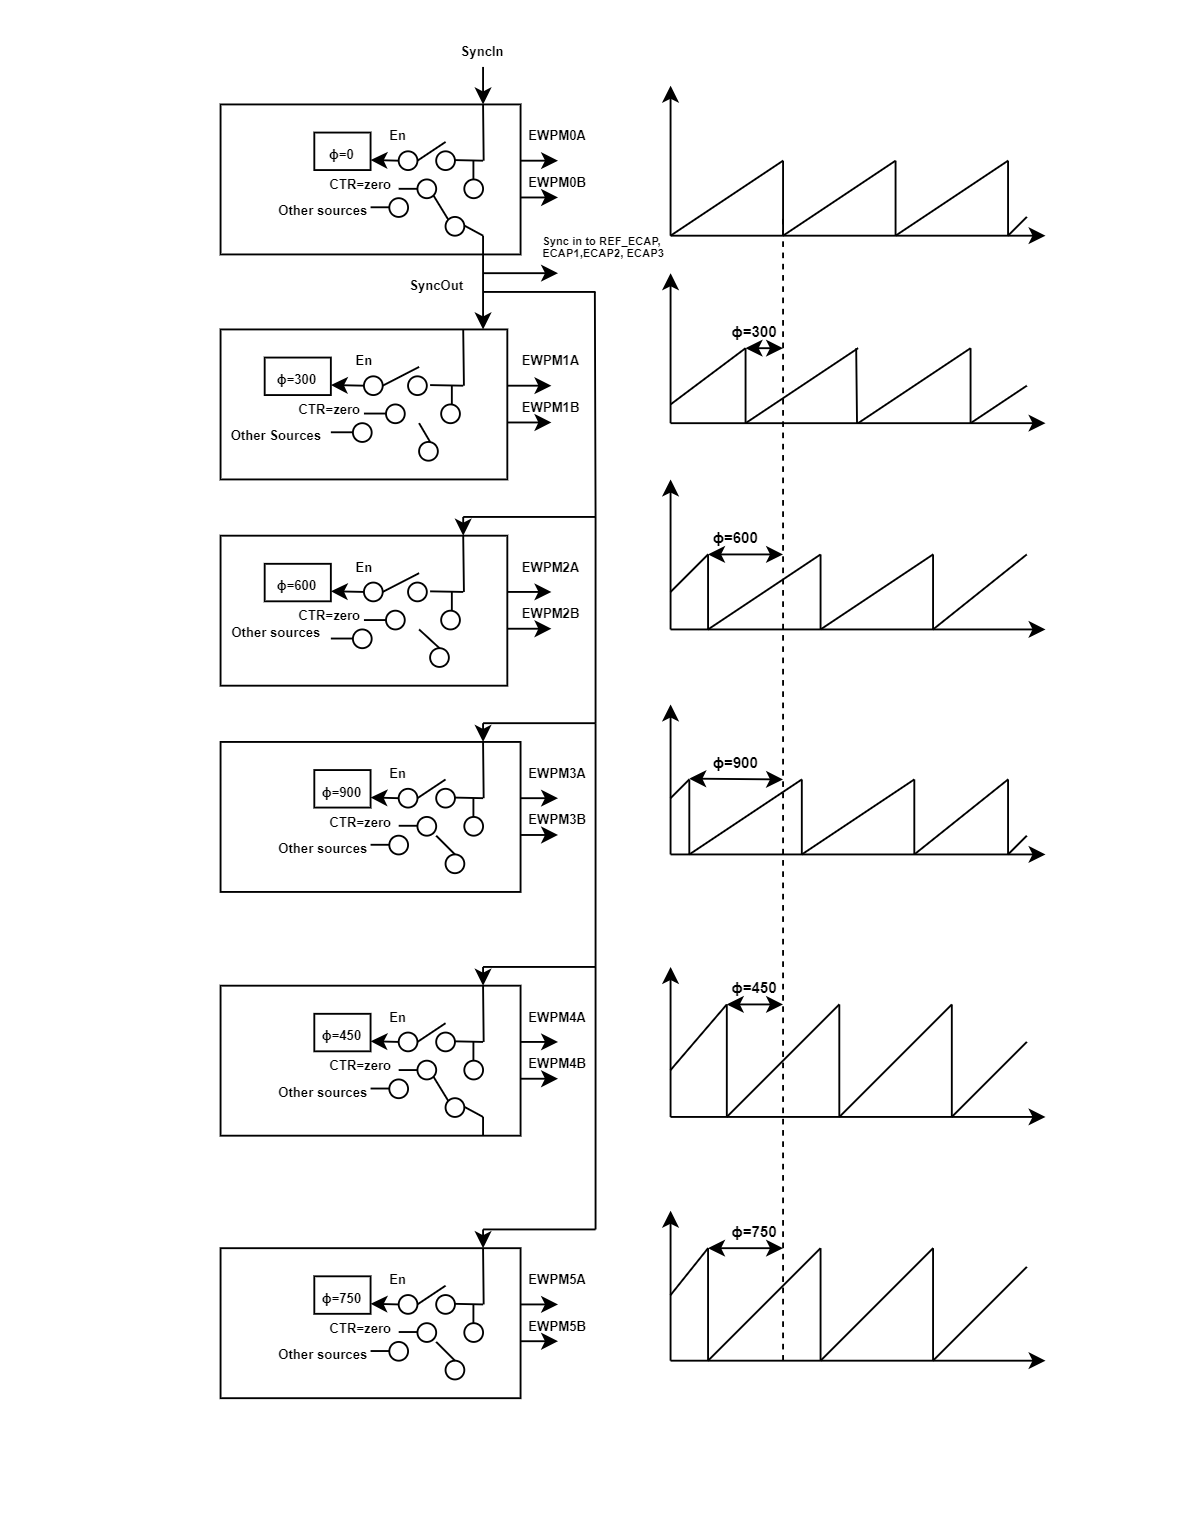 SyncIn
En
EWPM0A
ϕ=0
CTR=zero
EWPM0B
Other sources
Sync in to REF_ECAP,
ECAP1,ECAP2, ECAP3
SyncOut
ϕ=300
En
EWPM1A
ϕ=300
CTR=zero
EWPM1B
Other Sources
ϕ=600
En
EWPM2A
ϕ=600
CTR=zero
EWPM2B
Other sources
ϕ=900
En
EWPM3A
ϕ=900
CTR=zero
EWPM3B
Other sources
ϕ=450
En
EWPM4A
ϕ=450
CTR=zero
EWPM4B
Other sources
ϕ=750
En
EWPM5A
ϕ=750
CTR=zero
EWPM5B
Other sources